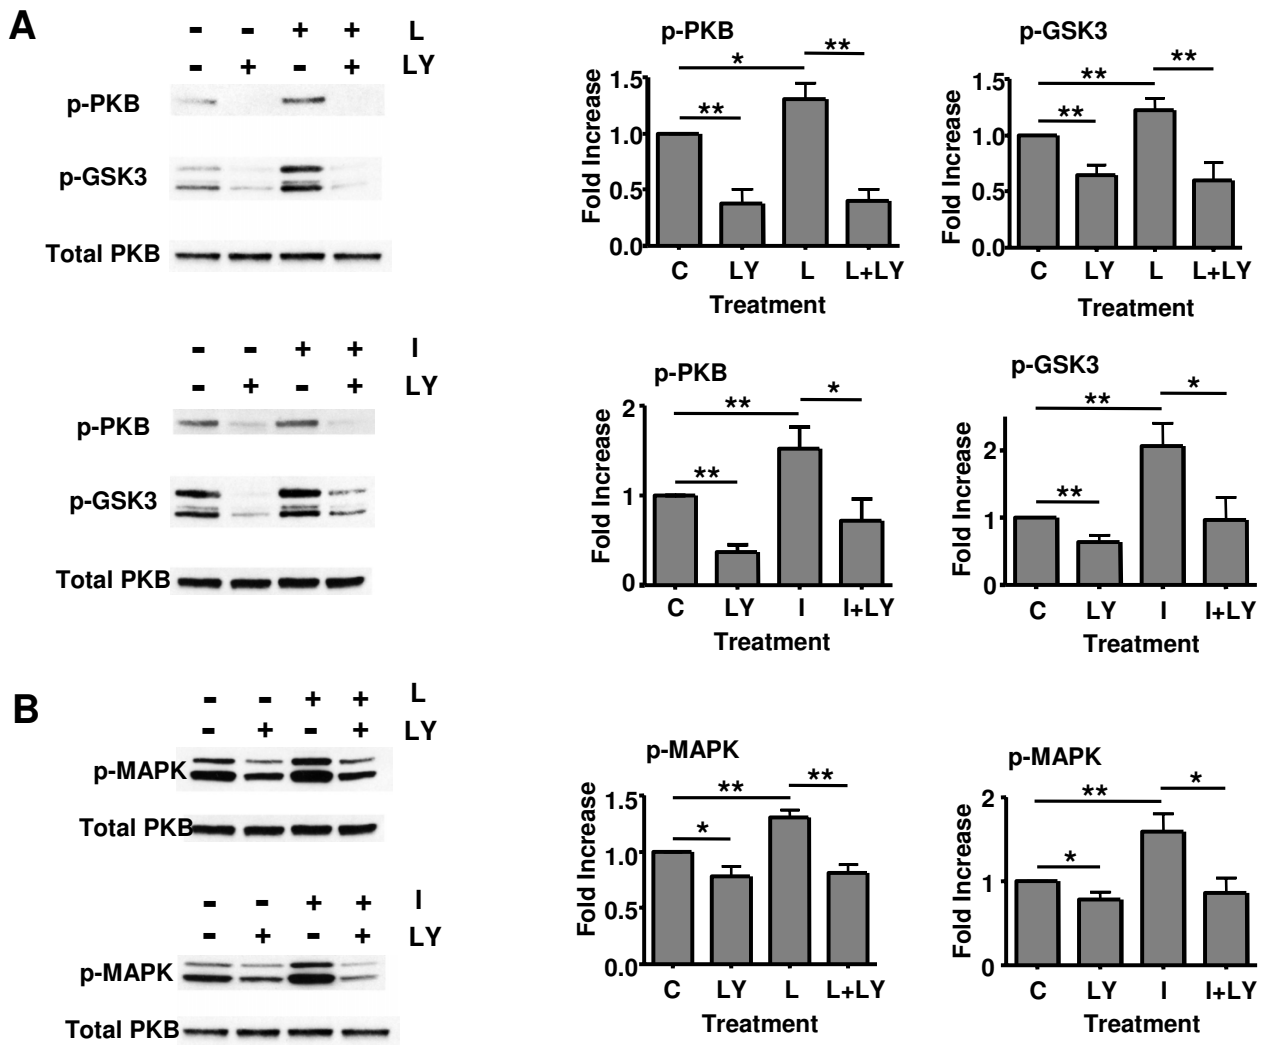 A
- - + + L
- + - + LY
p-PKB
p-GSK3
Total PKB
p-PKB
* **
**
1.5
1.0
0.5
0.0
Fold Increase
C LY L L+LY
Treatment
p-GSK3
** **
**
1.5
1.0
0.5
0.0
Fold Increase
C LY L L+LY
Treatment
- - + + I
- + - + LY
p-PKB
p-GSK3
Total PKB
p-PKB
** *
**
2
1
0
Fold Increase
C LY I I+LY
Treatment
p-GSK3
** *
**
2
1
0
Fold Increase
C LY I I+LY
Treatment
B
- - + + L
- + - + LY
p-MAPK
Total PKB
- - + + I
- + - + LY
p-MAPK
Total PKB
p-MAPK
** **
*
1.5
1.0
0.5
0.0
Fold Increase
C LY L L+LY
Treatment
p-MAPK
** *
*
2
1
0
Fold Increase
C LY I I+LY
Treatment